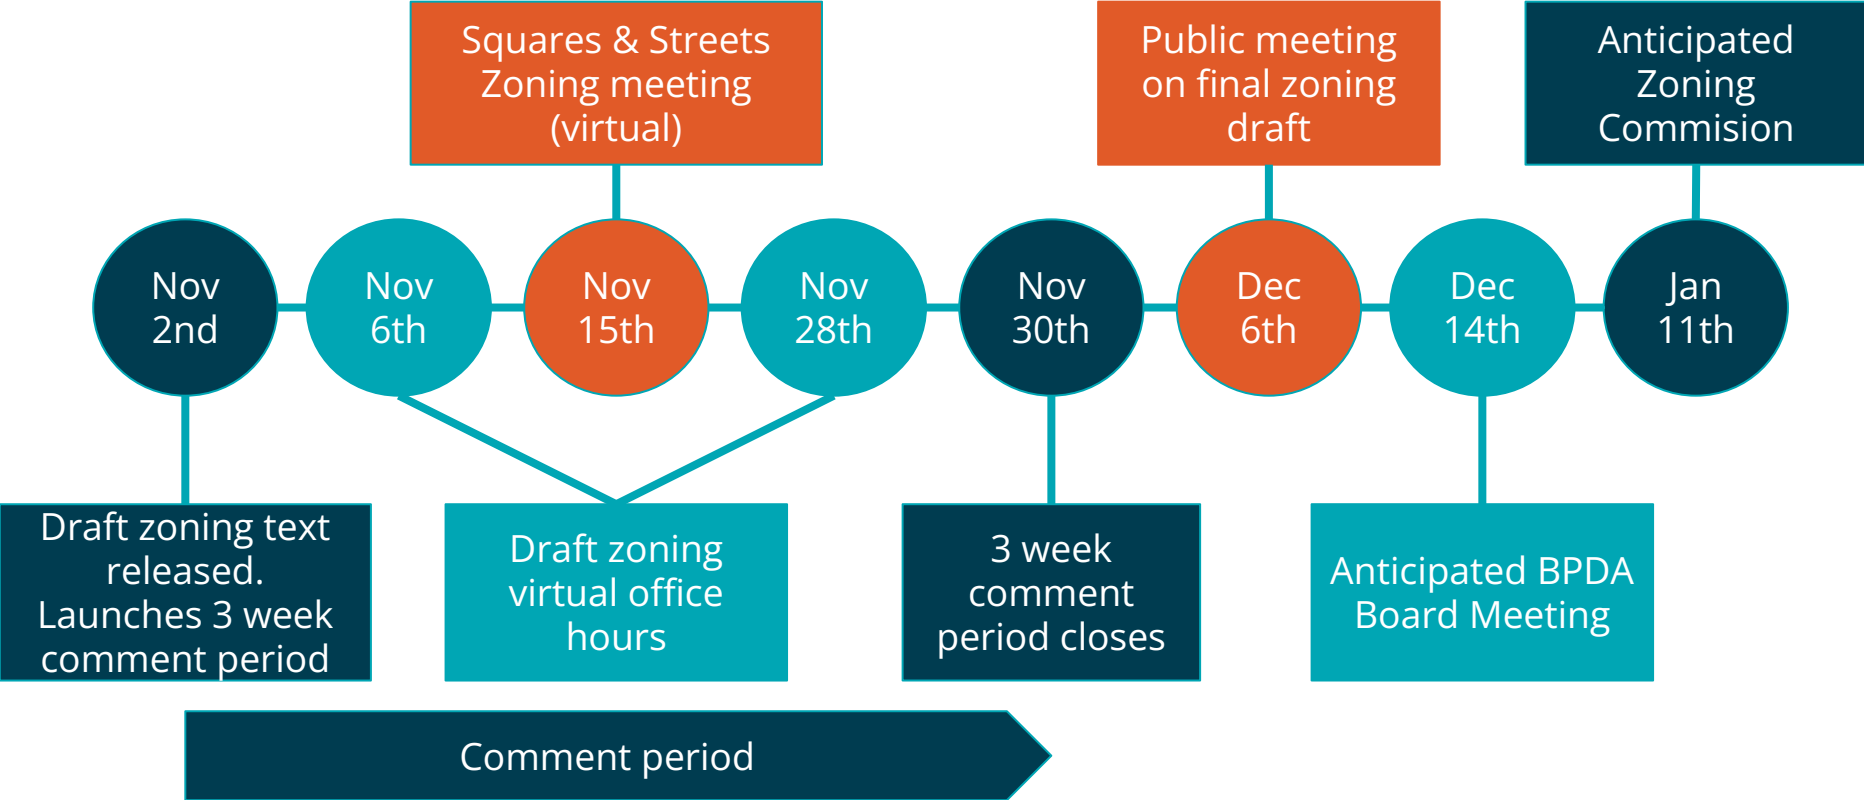 Squares & Streets
Zoning meeting
(virtual)
Public meeting
on final zoning
draft
Anticipated
Zoning
Commision
Nov
2nd
Nov
6th
Nov
15th
Nov
28th
Nov
30th
Dec
6th
Dec
14th
Jan
11th
Draft zoning text
released.
Launches 3 week
comment period
Draft zoning
virtual office
hours
3 week
comment
period closes
Anticipated BPDA
Board Meeting
Comment period